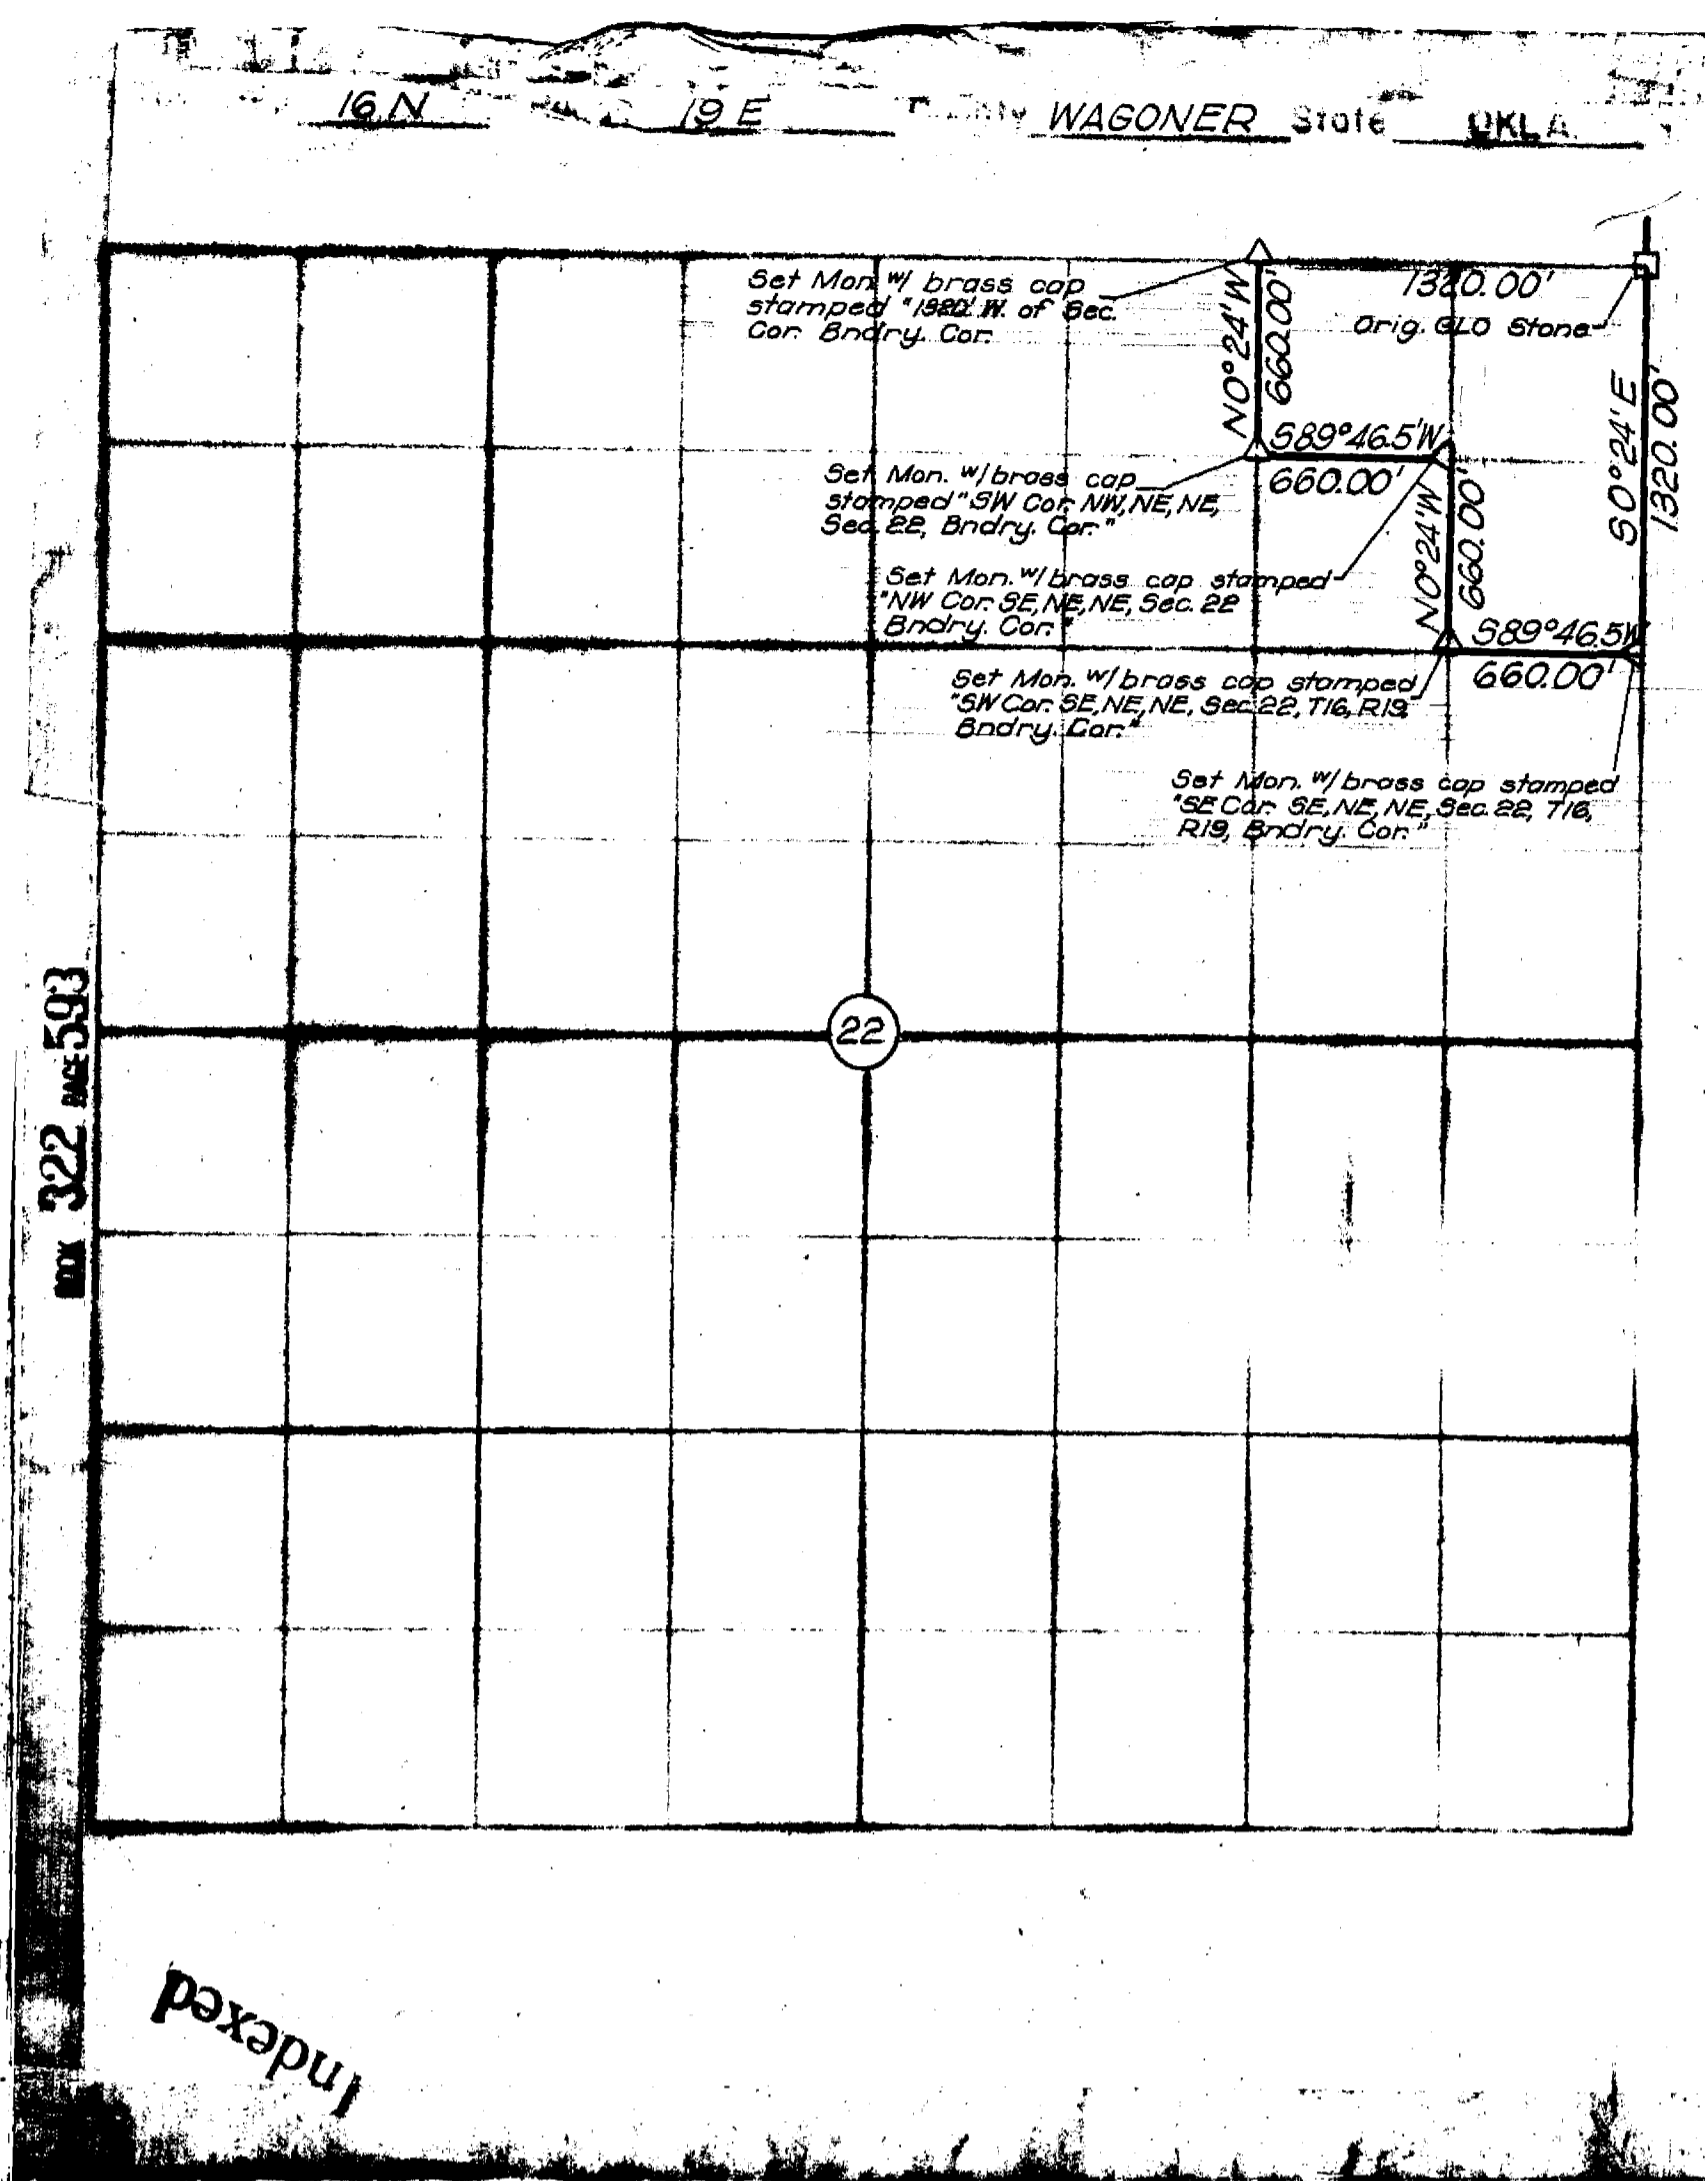 16 N 19 E County WAGONER State OKLA.
Set Mon. w/ brass cap
stamped "1320' W. of Sec.
Cor. Bndry. Cor.
N0°24'W
660.00'
1320.00'
Orig. GLO Stone
S0°24'E
1320.00'
S89°46.5'W
660.00'
Set Mon. w/ brass cap
stamped "SW Cor. NW, NE, NE,
Sec. 22, Bndry. Cor."
Set Mon. w/ brass cap stamped
"NW Cor. SE, NE, NE, Sec. 22
Bndry. Cor."
N0°24'W
660.00'
S89°46.5'W
660.00'
Set Mon. w/ brass cap stamped
"SW Cor. SE, NE, NE, Sec. 22, T16, R19,
Bndry. Cor."
Set Mon. w/ brass cap stamped
"SE Cor. SE, NE, NE, Sec. 22, T16,
R19, Bndry. Cor."
22
BOOK 322 PAGE 593
Indexed